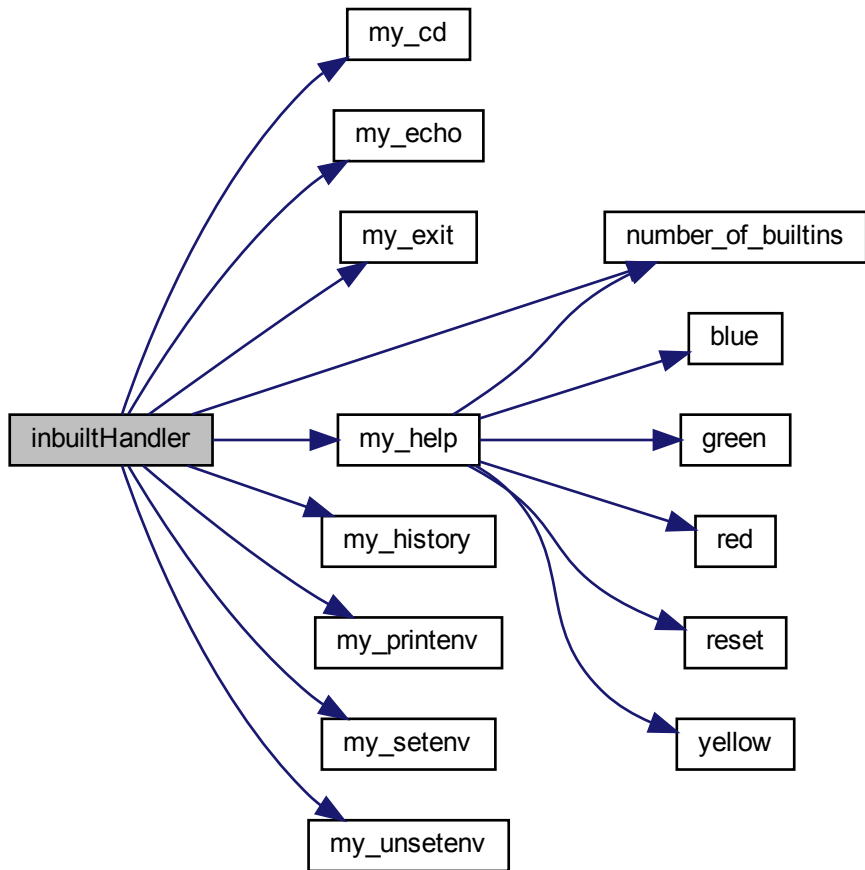 my_cd
my_echo
my_exit
number_of_builtins
blue
inbuiltHandler
my_help
green
my_history
red
my_printenv
reset
my_setenv
yellow
my_unsetenv